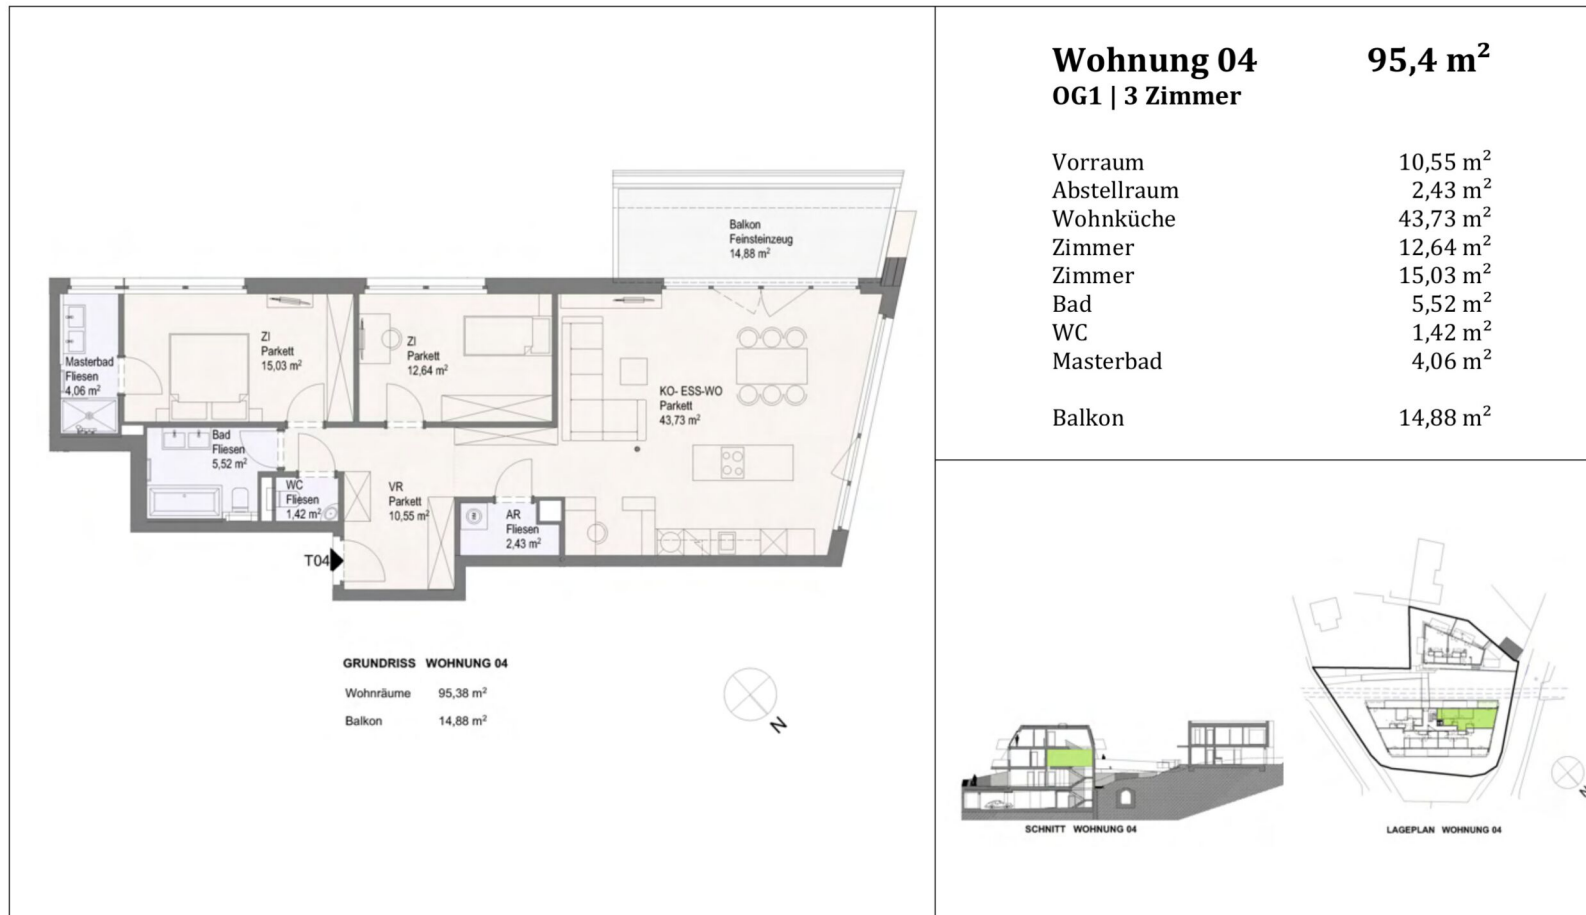 Balkon
Feinsteinzeug
14,88 m²
Masterbad
Fliesen
4,06 m²
ZI
Parkett
15,03 m²
ZI
Parkett
12,64 m²
KO- ESS-WO
Parkett
43,73 m²
Bad
Fliesen
5,52 m²
WC
Fliesen
1,42 m²
VR
Parkett
10,55 m²
AR
Fliesen
2,43 m²
T04
GRUNDRISS WOHNUNG 04
Wohnräume 95,38 m²
Balkon 14,88 m²
N
Wohnung 04 95,4 m²
OG1 | 3 Zimmer
Vorraum 10,55 m²
Abstellraum 2,43 m²
Wohnküche 43,73 m²
Zimmer 12,64 m²
Zimmer 15,03 m²
Bad 5,52 m²
WC 1,42 m²
Masterbad 4,06 m²
Balkon 14,88 m²
SCHNITT WOHNUNG 04
LAGEPLAN WOHNUNG 04
N